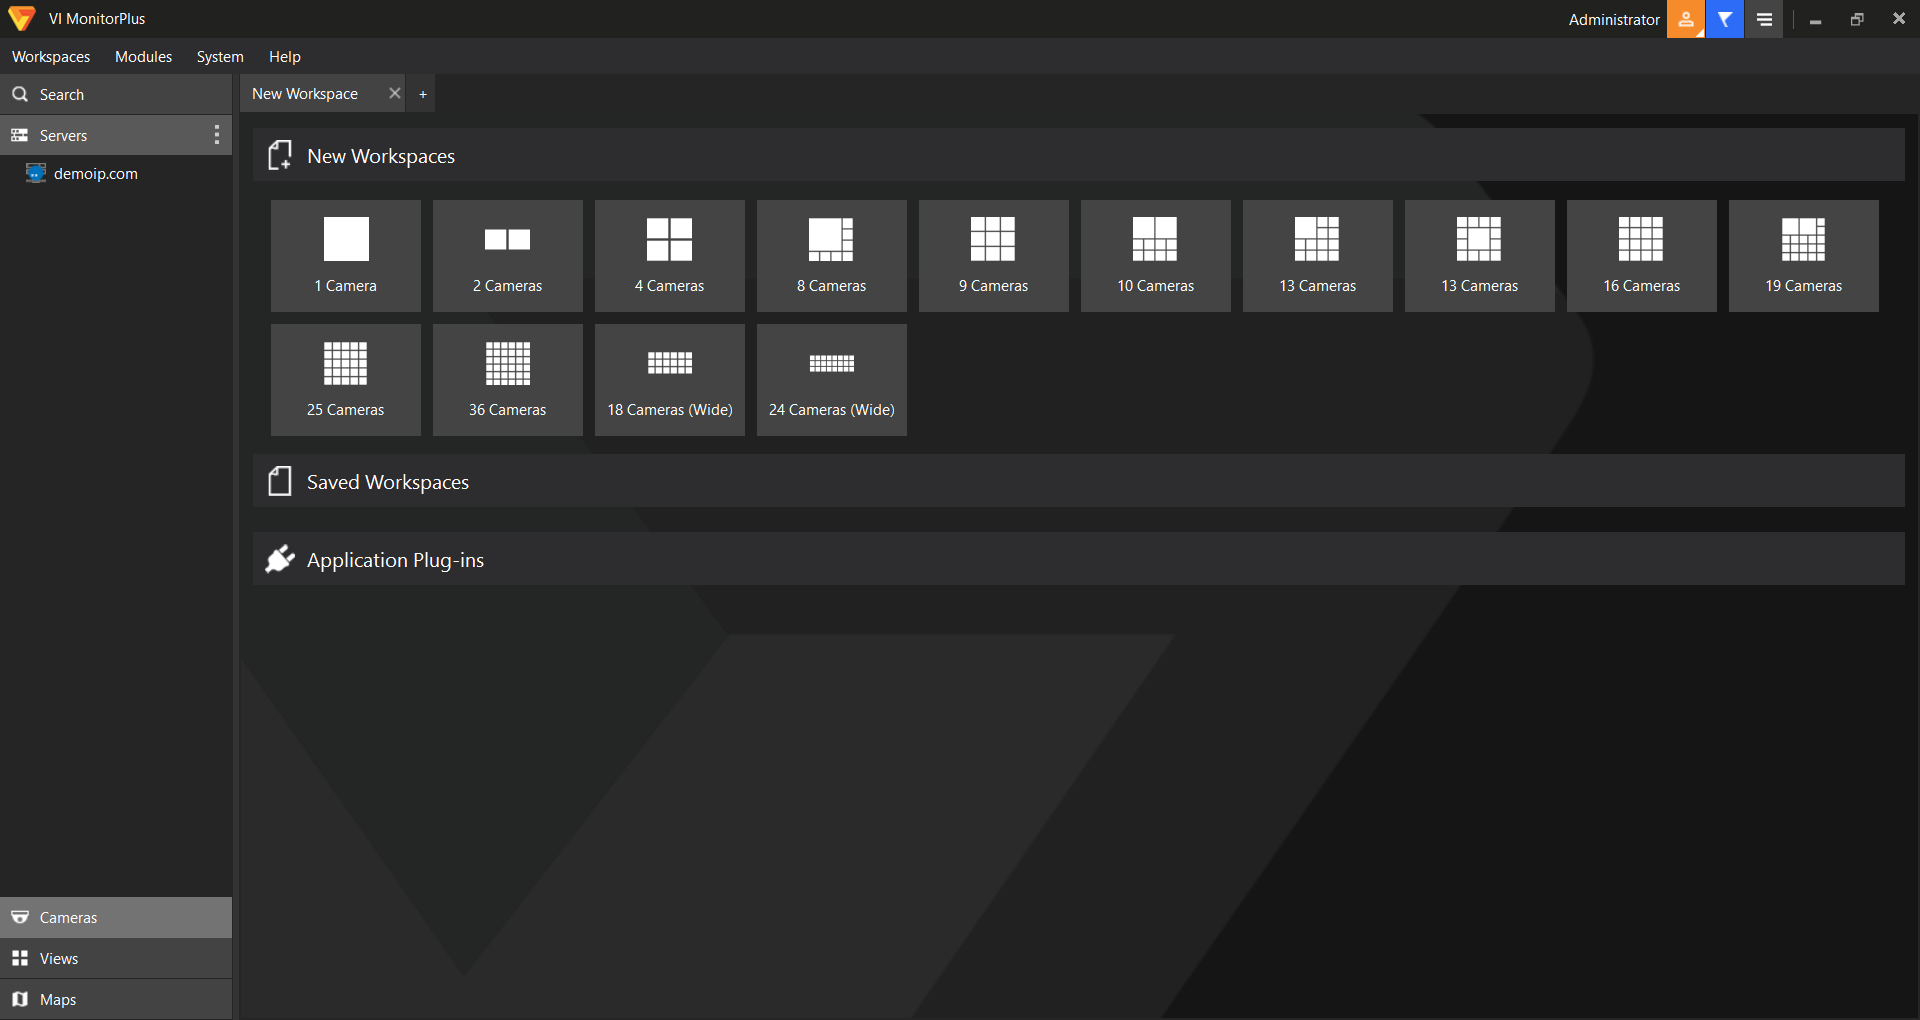 VI MonitorPlus
Administrator
Workspaces Modules System Help
Search
Servers
demoip.com
New Workspace
+
New Workspaces
1 Camera
2 Cameras
4 Cameras
8 Cameras
9 Cameras
10 Cameras
13 Cameras
13 Cameras
16 Cameras
19 Cameras
25 Cameras
36 Cameras
18 Cameras (Wide)
24 Cameras (Wide)
Saved Workspaces
Application Plug-ins
Cameras
Views
Maps